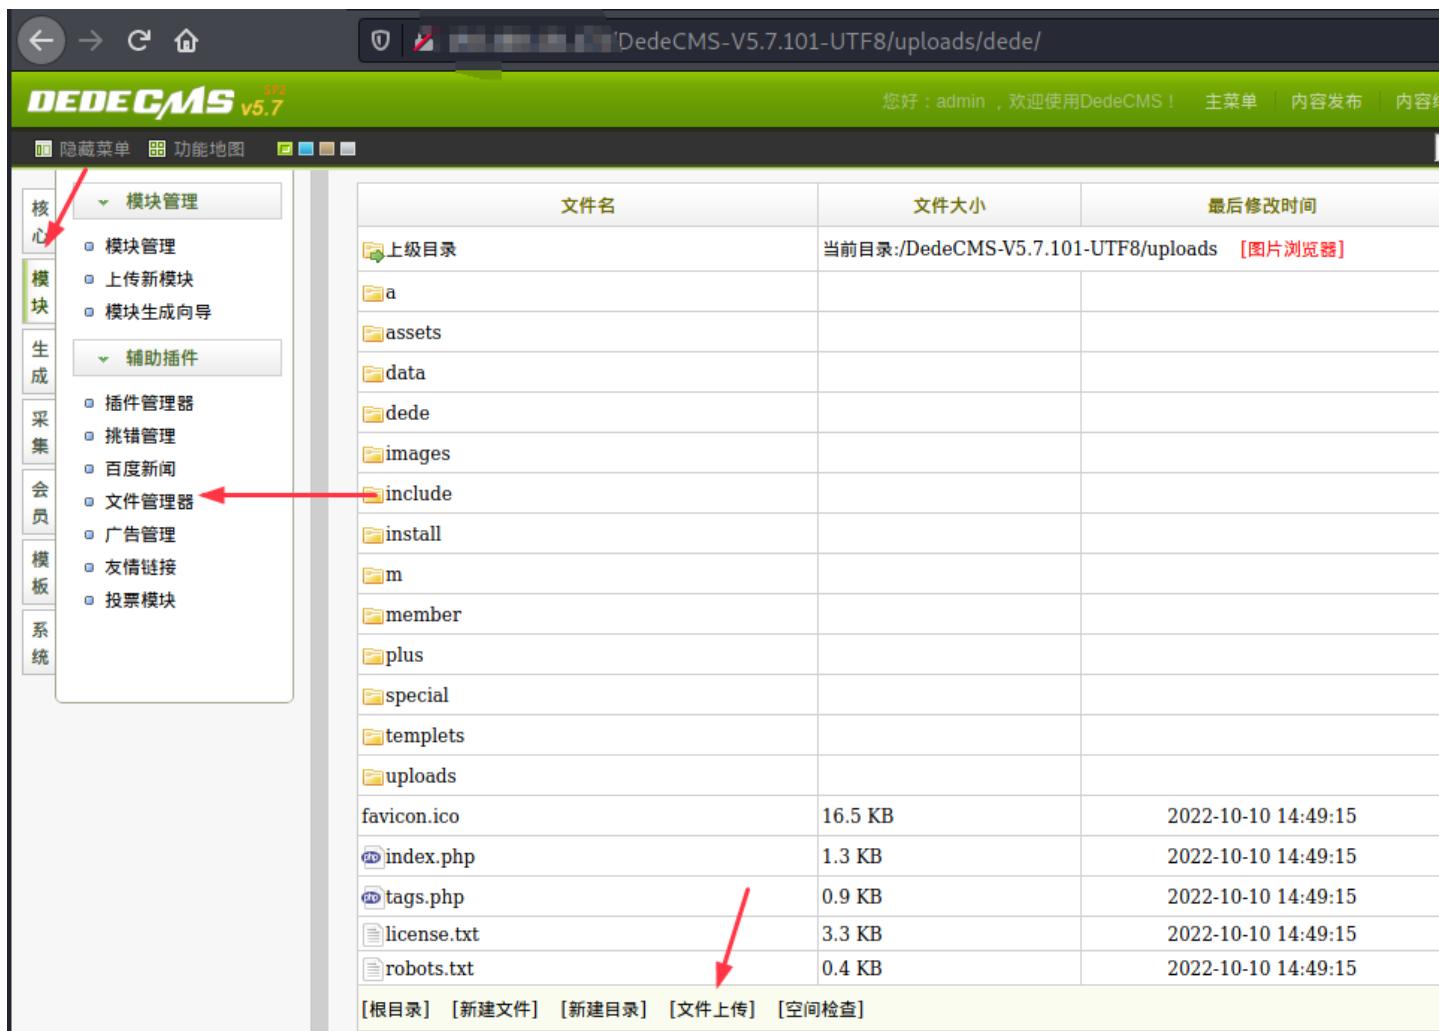 /DedeCMS-V5.7.101-UTF8/uploads/dede/
DEDECMS v5.7 SP2
您好：admin ，欢迎使用DedeCMS！ 主菜单 内容发布
隐藏菜单 功能地图
核心
模块
生成
采集
会员
模板
系统
模块管理
模块管理
上传新模块
模块生成向导
辅助插件
插件管理器
挑错管理
百度新闻
文件管理器
广告管理
友情链接
投票模块
文件名 文件大小 最后修改时间
上级目录 当前目录:/DedeCMS-V5.7.101-UTF8/uploads [图片浏览器]
a
assets
data
dede
images
include
install
m
member
plus
special
templets
uploads
favicon.ico 16.5 KB 2022-10-10 14:49:15
index.php 1.3 KB 2022-10-10 14:49:15
tags.php 0.9 KB 2022-10-10 14:49:15
license.txt 3.3 KB 2022-10-10 14:49:15
robots.txt 0.4 KB 2022-10-10 14:49:15
[根目录] [新建文件] [新建目录] [文件上传] [空间检查]